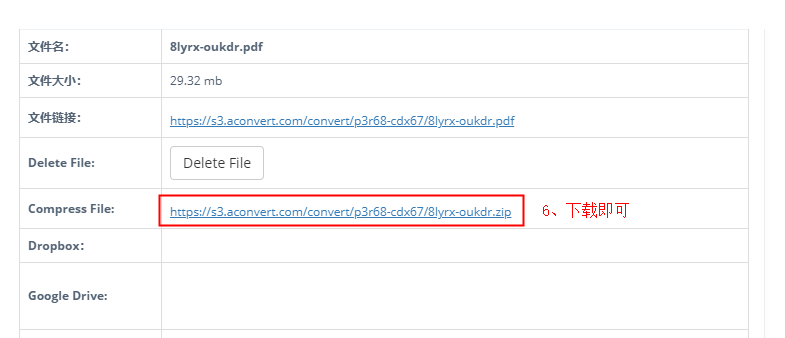 文件名： 8lyrx-oukdr.pdf
文件大小： 29.32 mb
文件链接： https://s3.aconvert.com/convert/p3r68-cdx67/8lyrx-oukdr.pdf
Delete File: Delete File
Compress File: https://s3.aconvert.com/convert/p3r68-cdx67/8lyrx-oukdr.zip 6、下载即可
Dropbox：
Google Drive: